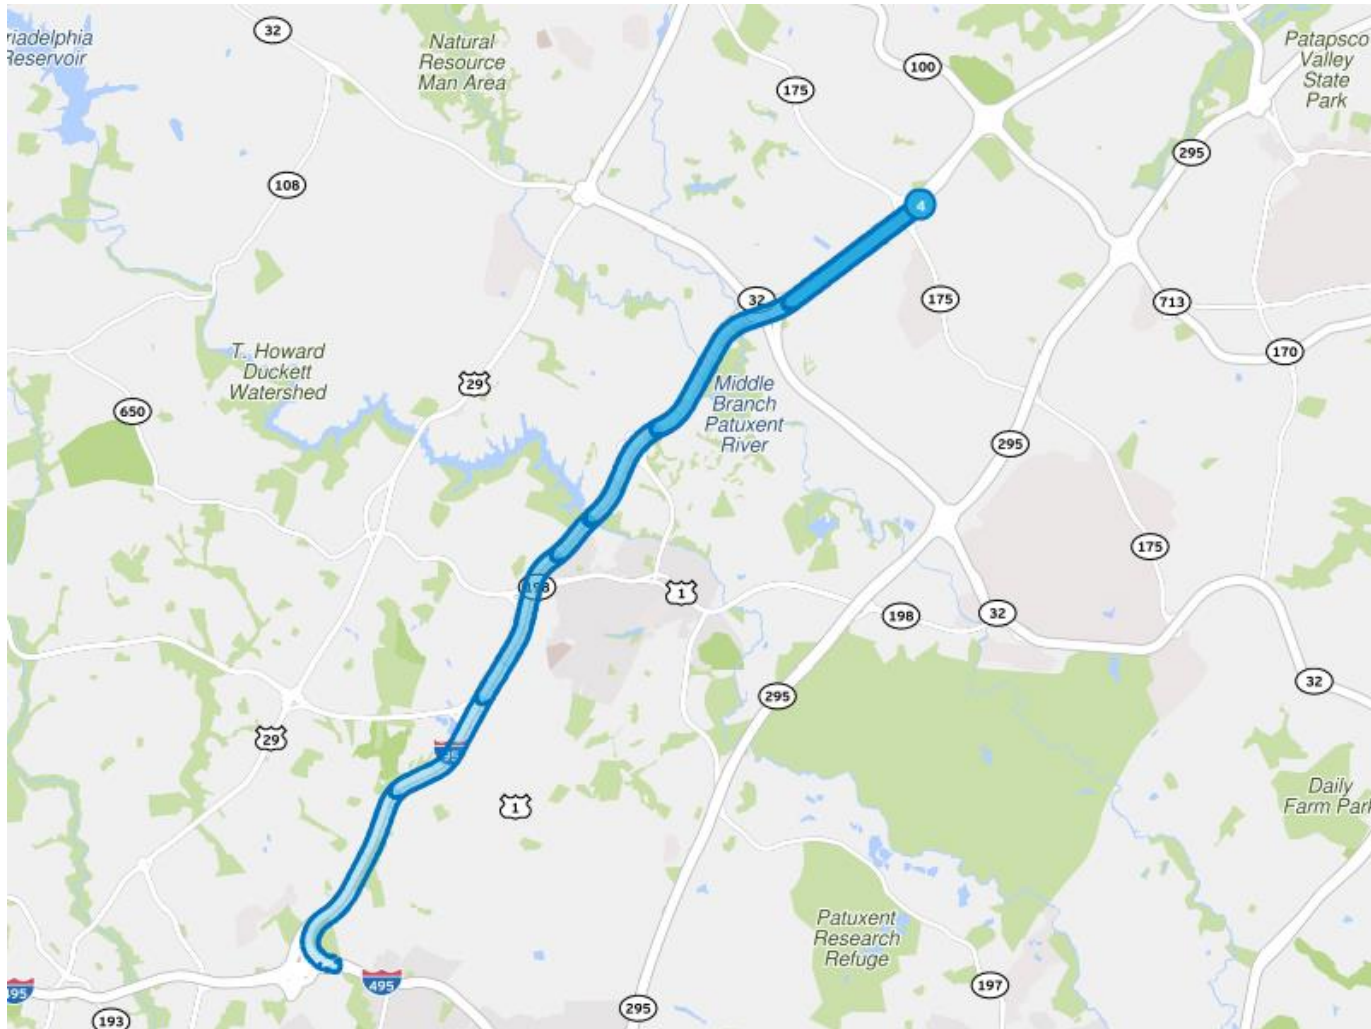 32
Natural
Resource
Man Area
riadelphia
Reservoir
100
Patapsco
Valley
State
Park
175
295
108
4
32
175
713
170
T. Howard
Duckett
Watershed
29
Middle
Branch
Patuxent
River
650
295
175
198
1
198
32
295
32
29
95
1
Daily
Farm Park
Patuxent
Research
Refuge
495
95
197
295
193